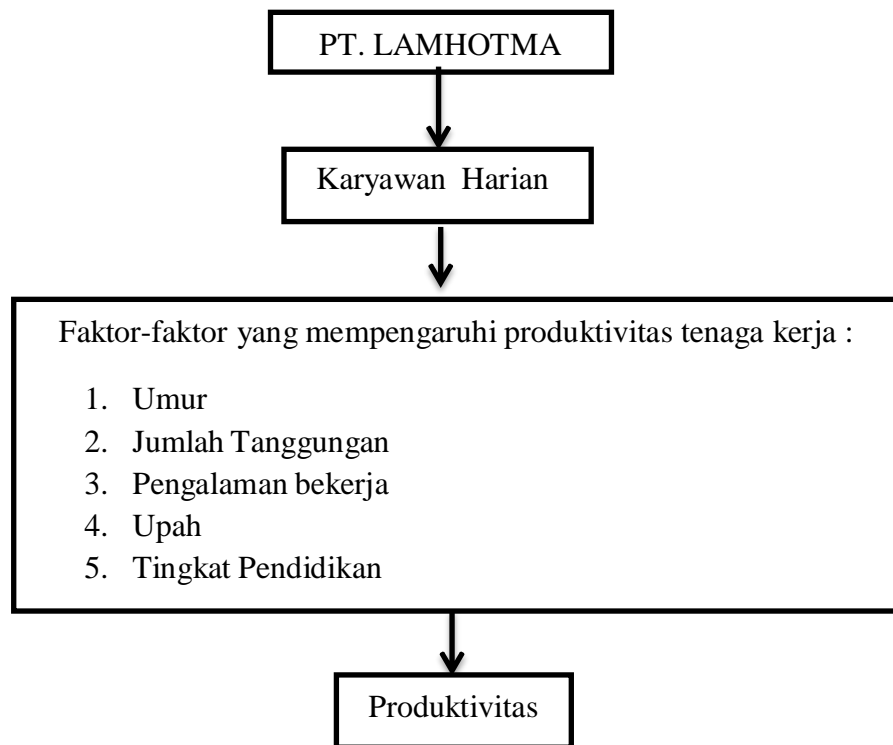 PT. LAMHOTMA
Karyawan Harian
Faktor-faktor yang mempengaruhi produktivitas tenaga kerja :
1. Umur
2. Jumlah Tanggungan
3. Pengalaman bekerja
4. Upah
5. Tingkat Pendidikan
Produktivitas